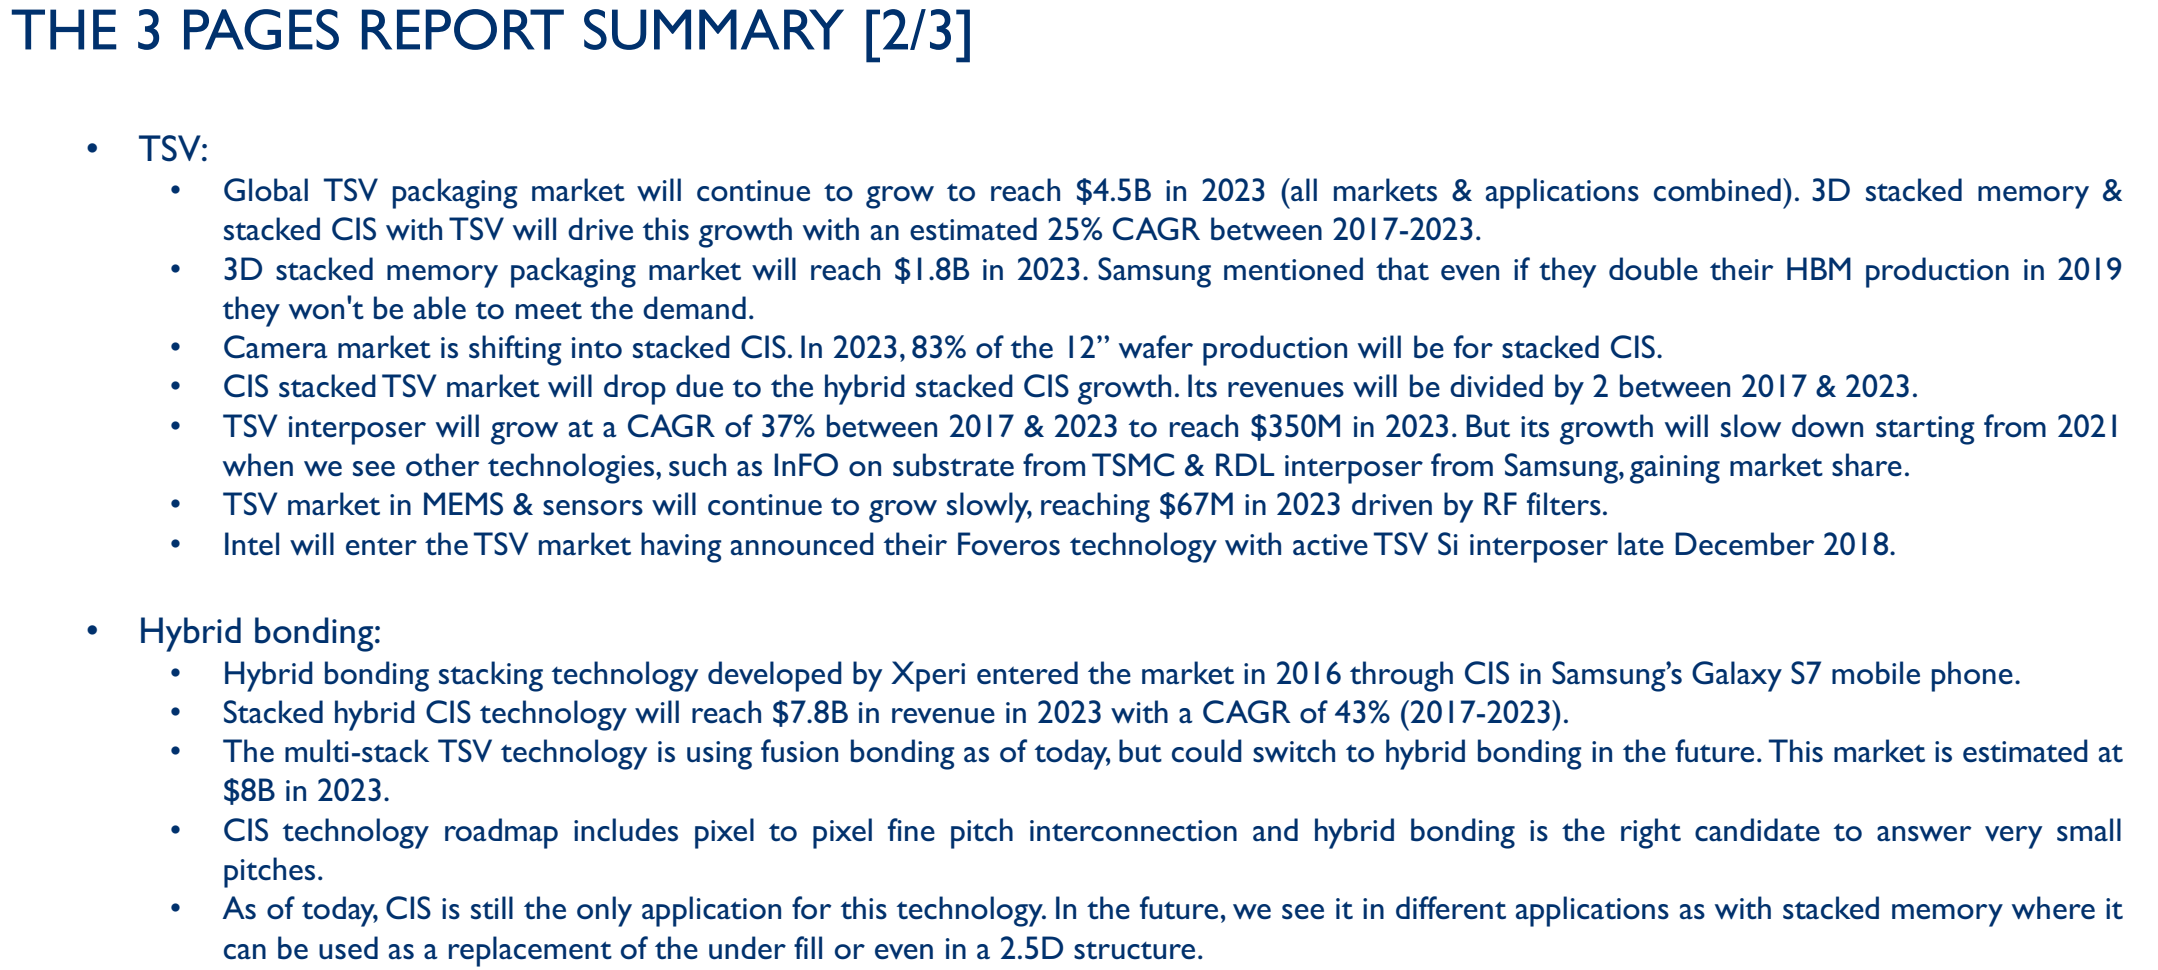 THE 3 PAGES REPORT SUMMARY [2/3]
• TSV:
• Global TSV packaging market will continue to grow to reach $4.5B in 2023 (all markets & applications combined). 3D stacked memory &
stacked CIS with TSV will drive this growth with an estimated 25% CAGR between 2017-2023.
• 3D stacked memory packaging market will reach $1.8B in 2023. Samsung mentioned that even if they double their HBM production in 2019
they won't be able to meet the demand.
• Camera market is shifting into stacked CIS. In 2023, 83% of the 12” wafer production will be for stacked CIS.
• CIS stacked TSV market will drop due to the hybrid stacked CIS growth. Its revenues will be divided by 2 between 2017 & 2023.
• TSV interposer will grow at a CAGR of 37% between 2017 & 2023 to reach $350M in 2023. But its growth will slow down starting from 2021
when we see other technologies, such as InFO on substrate from TSMC & RDL interposer from Samsung, gaining market share.
• TSV market in MEMS & sensors will continue to grow slowly, reaching $67M in 2023 driven by RF filters.
• Intel will enter the TSV market having announced their Foveros technology with active TSV Si interposer late December 2018.
• Hybrid bonding:
• Hybrid bonding stacking technology developed by Xperi entered the market in 2016 through CIS in Samsung’s Galaxy S7 mobile phone.
• Stacked hybrid CIS technology will reach $7.8B in revenue in 2023 with a CAGR of 43% (2017-2023).
• The multi-stack TSV technology is using fusion bonding as of today, but could switch to hybrid bonding in the future. This market is estimated at
$8B in 2023.
• CIS technology roadmap includes pixel to pixel fine pitch interconnection and hybrid bonding is the right candidate to answer very small
pitches.
• As of today, CIS is still the only application for this technology. In the future, we see it in different applications as with stacked memory where it
can be used as a replacement of the under fill or even in a 2.5D structure.